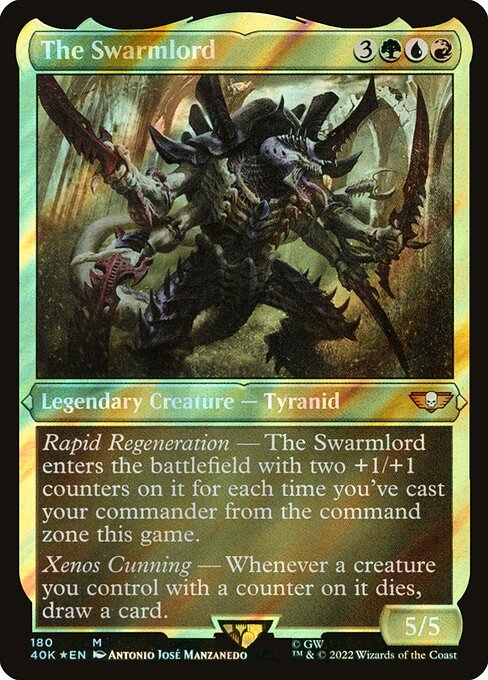 The Swarmlord 3
Legendary Creature — Tyranid
Rapid Regeneration — The Swarmlord
enters the battlefield with two +1/+1
counters on it for each time you've cast
your commander from the command
zone this game.
Xenos Cunning — Whenever a creature
you control with a counter on it dies,
draw a card.
5/5
180 M
40K ★ EN Antonio José Manzanedo
© GW
™ & © 2022 Wizards of the Coast